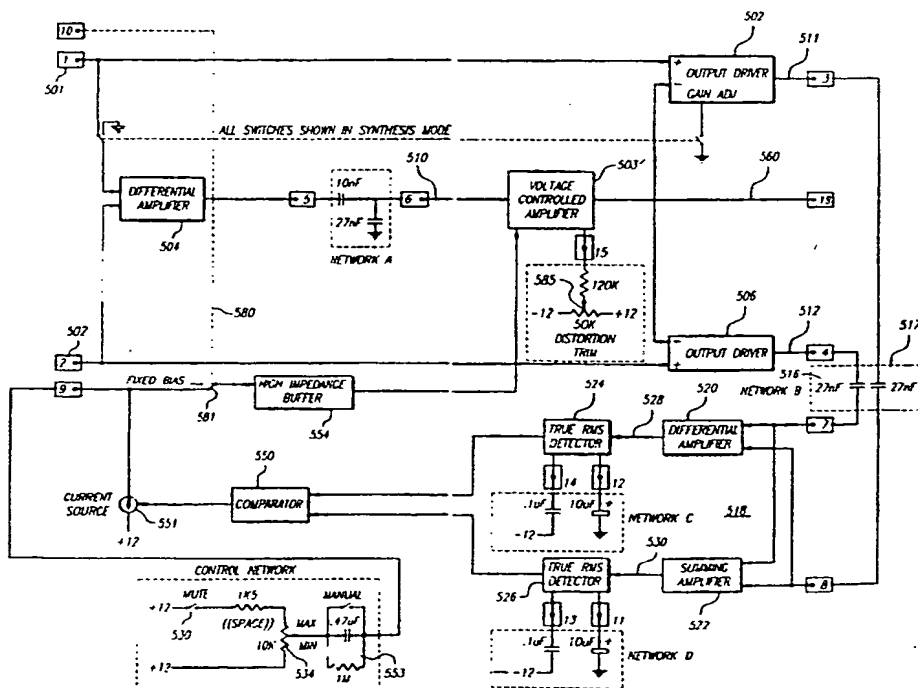 10
1
501
502
511
+
-
OUTPUT DRIVER
GAIN ADJ
3
ALL SWITCHES SHOWN IN SYNTHESIS MODE
DIFFERENTIAL
AMPLIFIER
504
5
10nF
27nF
NETWORK A
6
510
VOLTAGE
CONTROLLED
AMPLIFIER
503'
560
15
585
120K
-12
+12
50K
DISTORTION
TRIM
580
506
512
517
-
+
OUTPUT DRIVER
4
502
2
9
FIXED BIAS
581
HIGH IMPEDANCE
BUFFER
554
516
NETWORK B
27nF
27nF
524
528
520
TRUE RMS
DETECTOR
DIFFERENTIAL
AMPLIFIER
7
550
COMPARATOR
CURRENT
SOURCE
551
+12
14
12
.1uF
10uF
+
-12
NETWORK C
518
530
TRUE RMS
DETECTOR
526
SUMMING
AMPLIFIER
522
8
CONTROL NETWORK
MUTE
1K5
MANUAL
+12
530
((SPACE))
10K
MAX
MIN
.47uF
+12
534
1M
553
13
11
.1uF
10uF
+
-12
NETWORK D